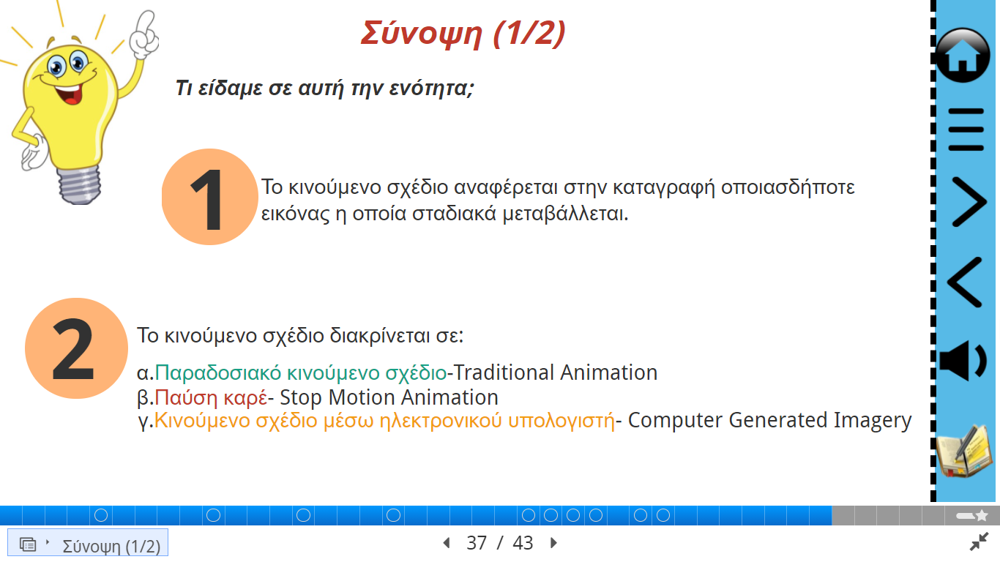 Σύνοψη (1/2)
Τι είδαμε σε αυτή την ενότητα;
1
Το κινούμενο σχέδιο αναφέρεται στην καταγραφή οποιασδήποτε
εικόνας η οποία σταδιακά μεταβάλλεται.
2
Το κινούμενο σχέδιο διακρίνεται σε:
α.Παραδοσιακό κινούμενο σχέδιο-Traditional Animation
β.Παύση καρέ- Stop Motion Animation
γ.Κινούμενο σχέδιο μέσω ηλεκτρονικού υπολογιστή- Computer Generated Imagery
Σύνοψη (1/2)
37 / 43